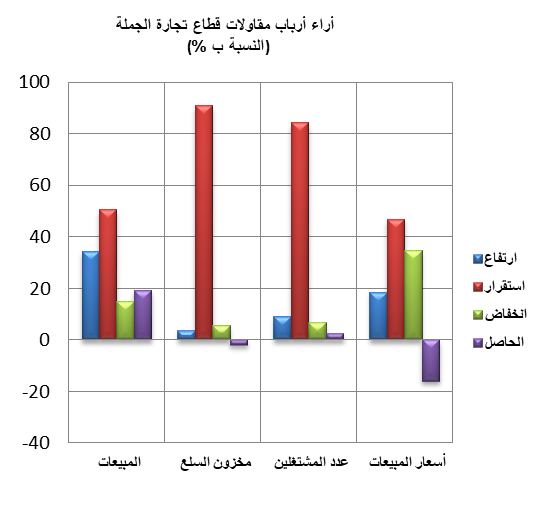 أراء أرباب مقاولات قطاع تجارة الجملة
(النسبة ب %)
100
80
60
40
20
0
-20
-40
المبيعات
مخزون السلع
عدد المشتغلين
أسعار المبيعات
ارتفاع
استقرار
انخفاض
الحاصل